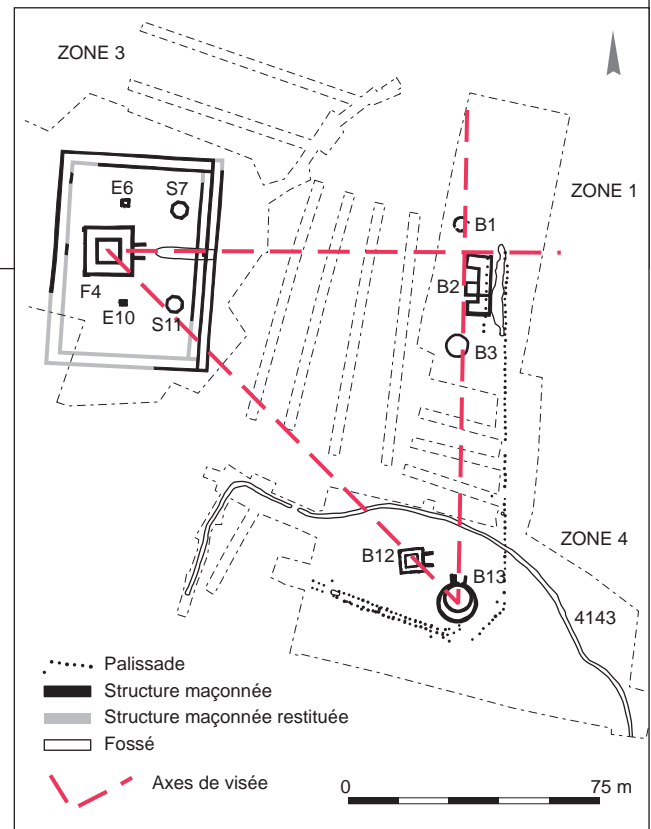 ZONE 3
ZONE 1
E6
S7
B1
B2
F4
E10
S11
B3
ZONE 4
B12
B13
4143
Palissade
Structure maçonnée
Structure maçonnée restituée
Fossé
Axes de visée
0 75 m